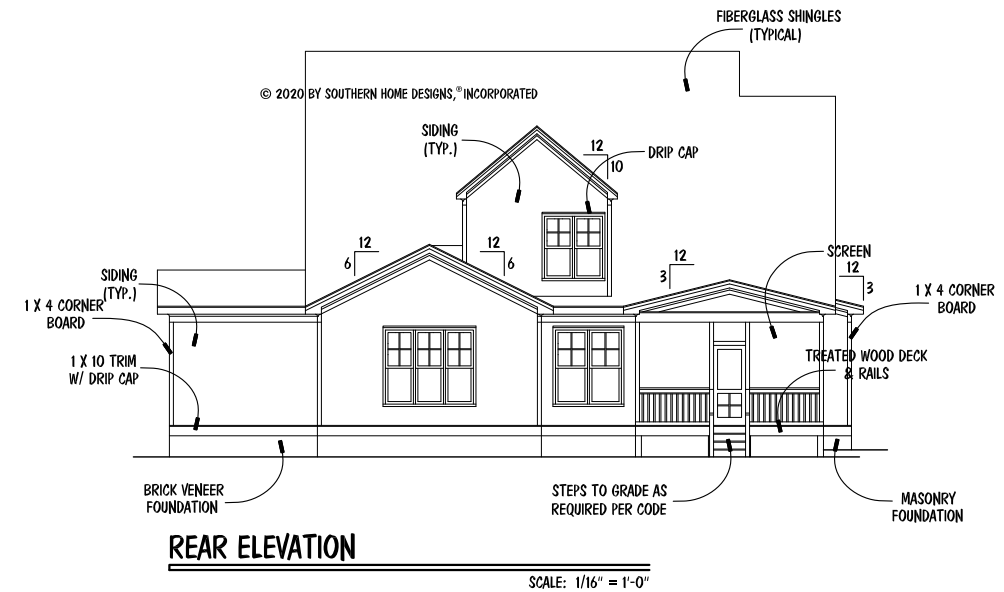 FIBERGLASS SHINGLES
(TYPICAL)
© 2020 BY SOUTHERN HOME DESIGNS,® INCORPORATED
SIDING
(TYP.)
12
10
DRIP CAP
12
6
12
6
12
3
SCREEN
12
3
SIDING
(TYP.)
1 X 4 CORNER
BOARD
1 X 4 CORNER
BOARD
1 X 10 TRIM
W/ DRIP CAP
TREATED WOOD DECK
& RAILS
BRICK VENEER
FOUNDATION
STEPS TO GRADE AS
REQUIRED PER CODE
MASONRY
FOUNDATION
REAR ELEVATION
SCALE: 1/16" = 1'-0"